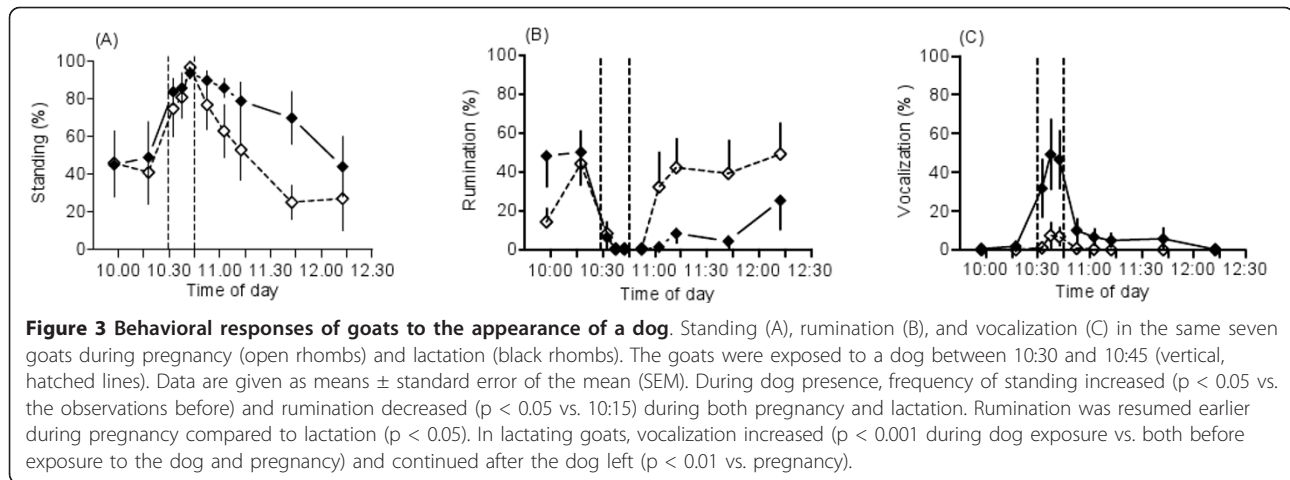 (A)
100
80
60
40
20
0
Standing (%)
10.00 10.30 11.00 11.30 12.00 12.30
Time of day
(B)
100
80
60
40
20
0
Rumination (%)
10:00 10:30 11:00 11:30 12:00 12:30
Time of day
(C)
100
80
60
40
20
0
Vocalization (%)
10:00 10:30 11:00 11:30 12:00 12:30
Time of day
Figure 3 Behavioral responses of goats to the appearance of a dog. Standing (A), rumination (B), and vocalization (C) in the same seven
goats during pregnancy (open rhombs) and lactation (black rhombs). The goats were exposed to a dog between 10:30 and 10:45 (vertical,
hatched lines). Data are given as means ± standard error of the mean (SEM). During dog presence, frequency of standing increased (p < 0.05 vs.
the observations before) and rumination decreased (p < 0.05 vs. 10:15) during both pregnancy and lactation. Rumination was resumed earlier
during pregnancy compared to lactation (p < 0.05). In lactating goats, vocalization increased (p < 0.001 during dog exposure vs. both before
exposure to the dog and pregnancy) and continued after the dog left (p < 0.01 vs. pregnancy).